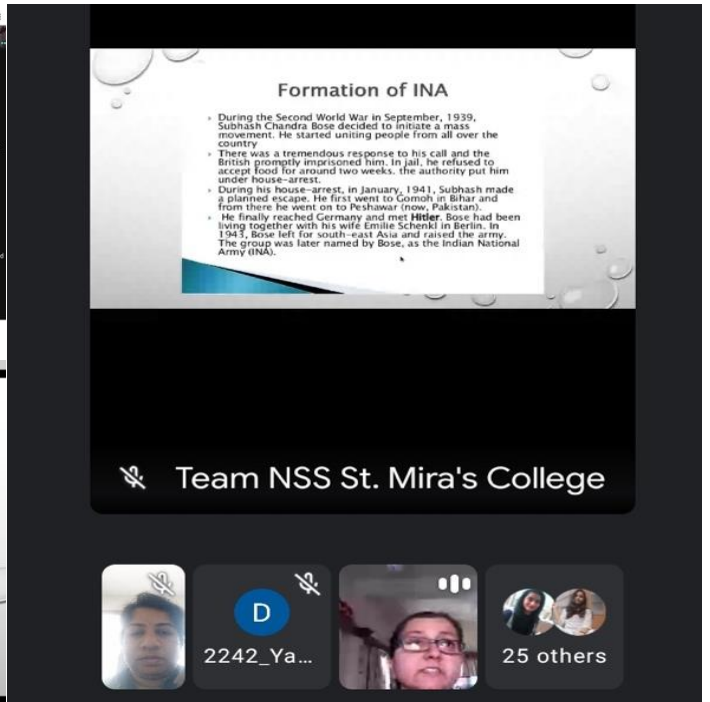 Formation of INA
During the Second World War in September, 1939,
Subhash Chandra Bose decided to initiate a mass
movement. He started uniting people from all over the
country
There was a tremendous response to his call and the
British promptly imprisoned him. In jail, he refused to
accept food for around two weeks. the authority put him
under house-arrest.
During his house-arrest, in January, 1941, Subhash made
a planned escape. He first went to Gomoh in Bihar and
from there he went on to Peshawar (now, Pakistan).
He finally reached Germany and met Hitler. Bose had been
living together with his wife Emilie Schenkl in Berlin. In
1943, Bose left for south-east Asia and raised the army.
The group was later named by Bose, as the Indian National
Army (INA).
Team NSS St. Mira's College
D
2242_Ya...
25 others